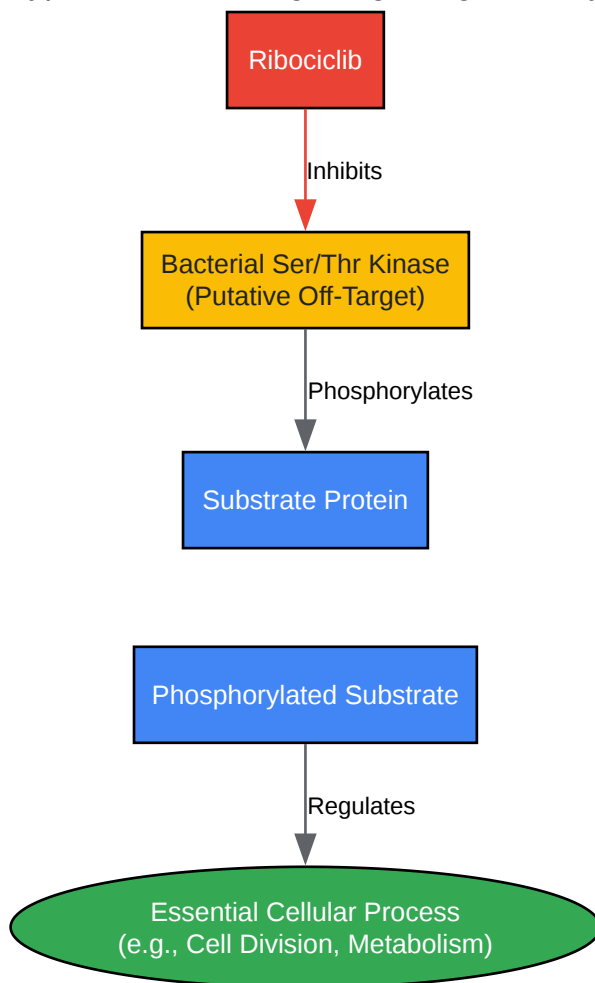 Ribociclib
Inhibits
Bacterial Ser/Thr Kinase
(Putative Off-Target)
Phosphorylates
Substrate Protein
Phosphorylated Substrate
Regulates
Essential Cellular Process
(e.g., Cell Division, Metabolism)